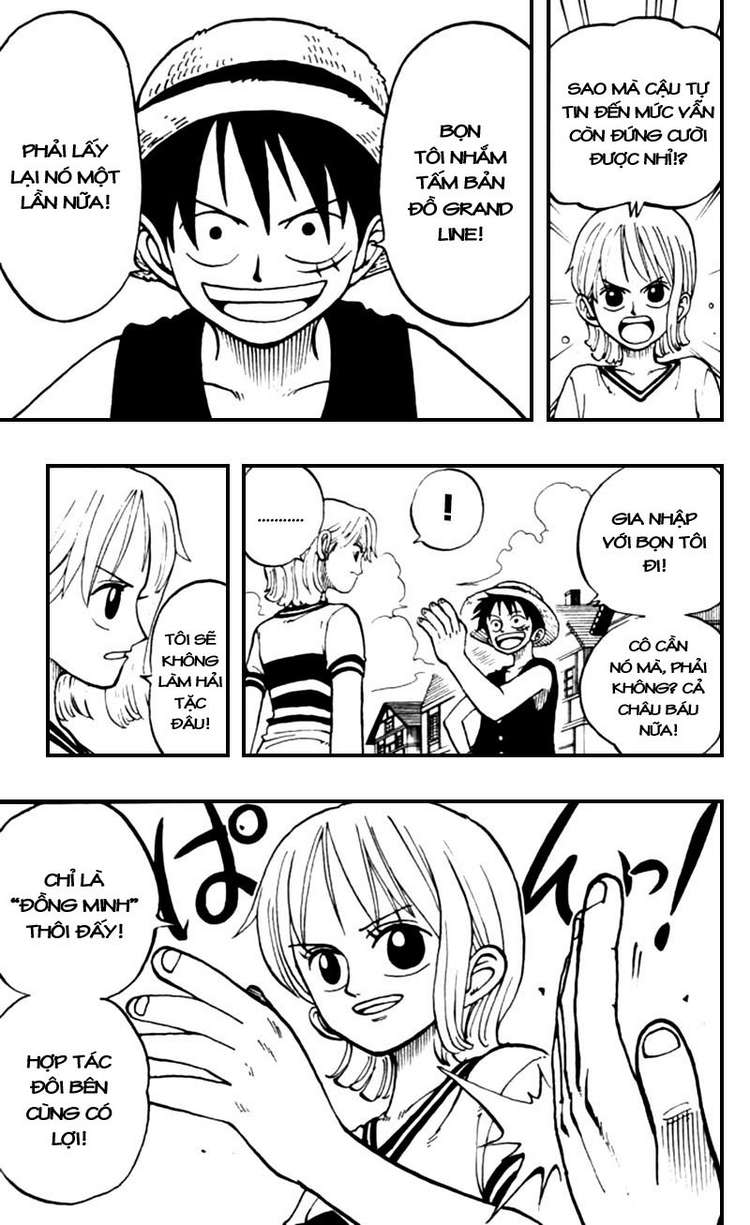 SAO MÀ CẬU TỰ
TIN ĐẾN MỨC VẪN
CÒN ĐỨNG CƯỜI
ĐƯỢC NHỈ!?
BỌN
TÔI NHẮM
TẤM BẢN
ĐỒ GRAND
LINE!
PHẢI LẤY
LẠI NÓ MỘT
LẦN NỮA!
GIA NHẬP
VỚI BỌN TÔI
ĐI!
CÔ CẦN
NÓ MÀ, PHẢI
KHÔNG? CẢ
CHÂU BÁU
NỮA!
!
............
TÔI SẼ
KHÔNG
LÀM HẢI
TẶC
ĐÂU!
ぱんっ!
CHỈ LÀ
“ĐỒNG MINH”
THÔI ĐẤY!
HỢP TÁC
ĐÔI BÊN
CÙNG CÓ
LỢI!